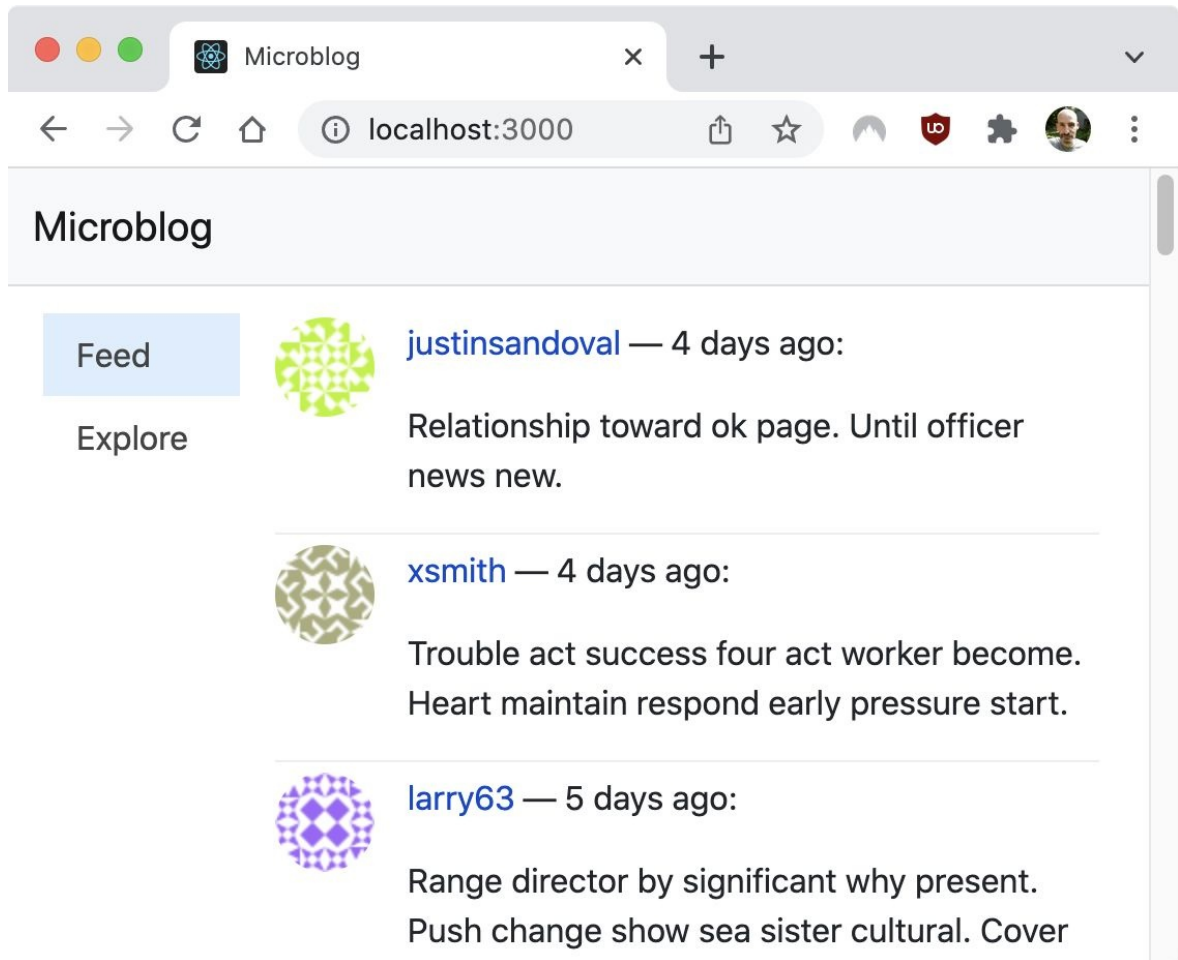 Microblog
localhost:3000
Microblog
Feed
Explore
justinsandoval — 4 days ago:
Relationship toward ok page. Until officer
news new.
xsmith — 4 days ago:
Trouble act success four act worker become.
Heart maintain respond early pressure start.
larry63 — 5 days ago:
Range director by significant why present.
Push change show sea sister cultural. Cover